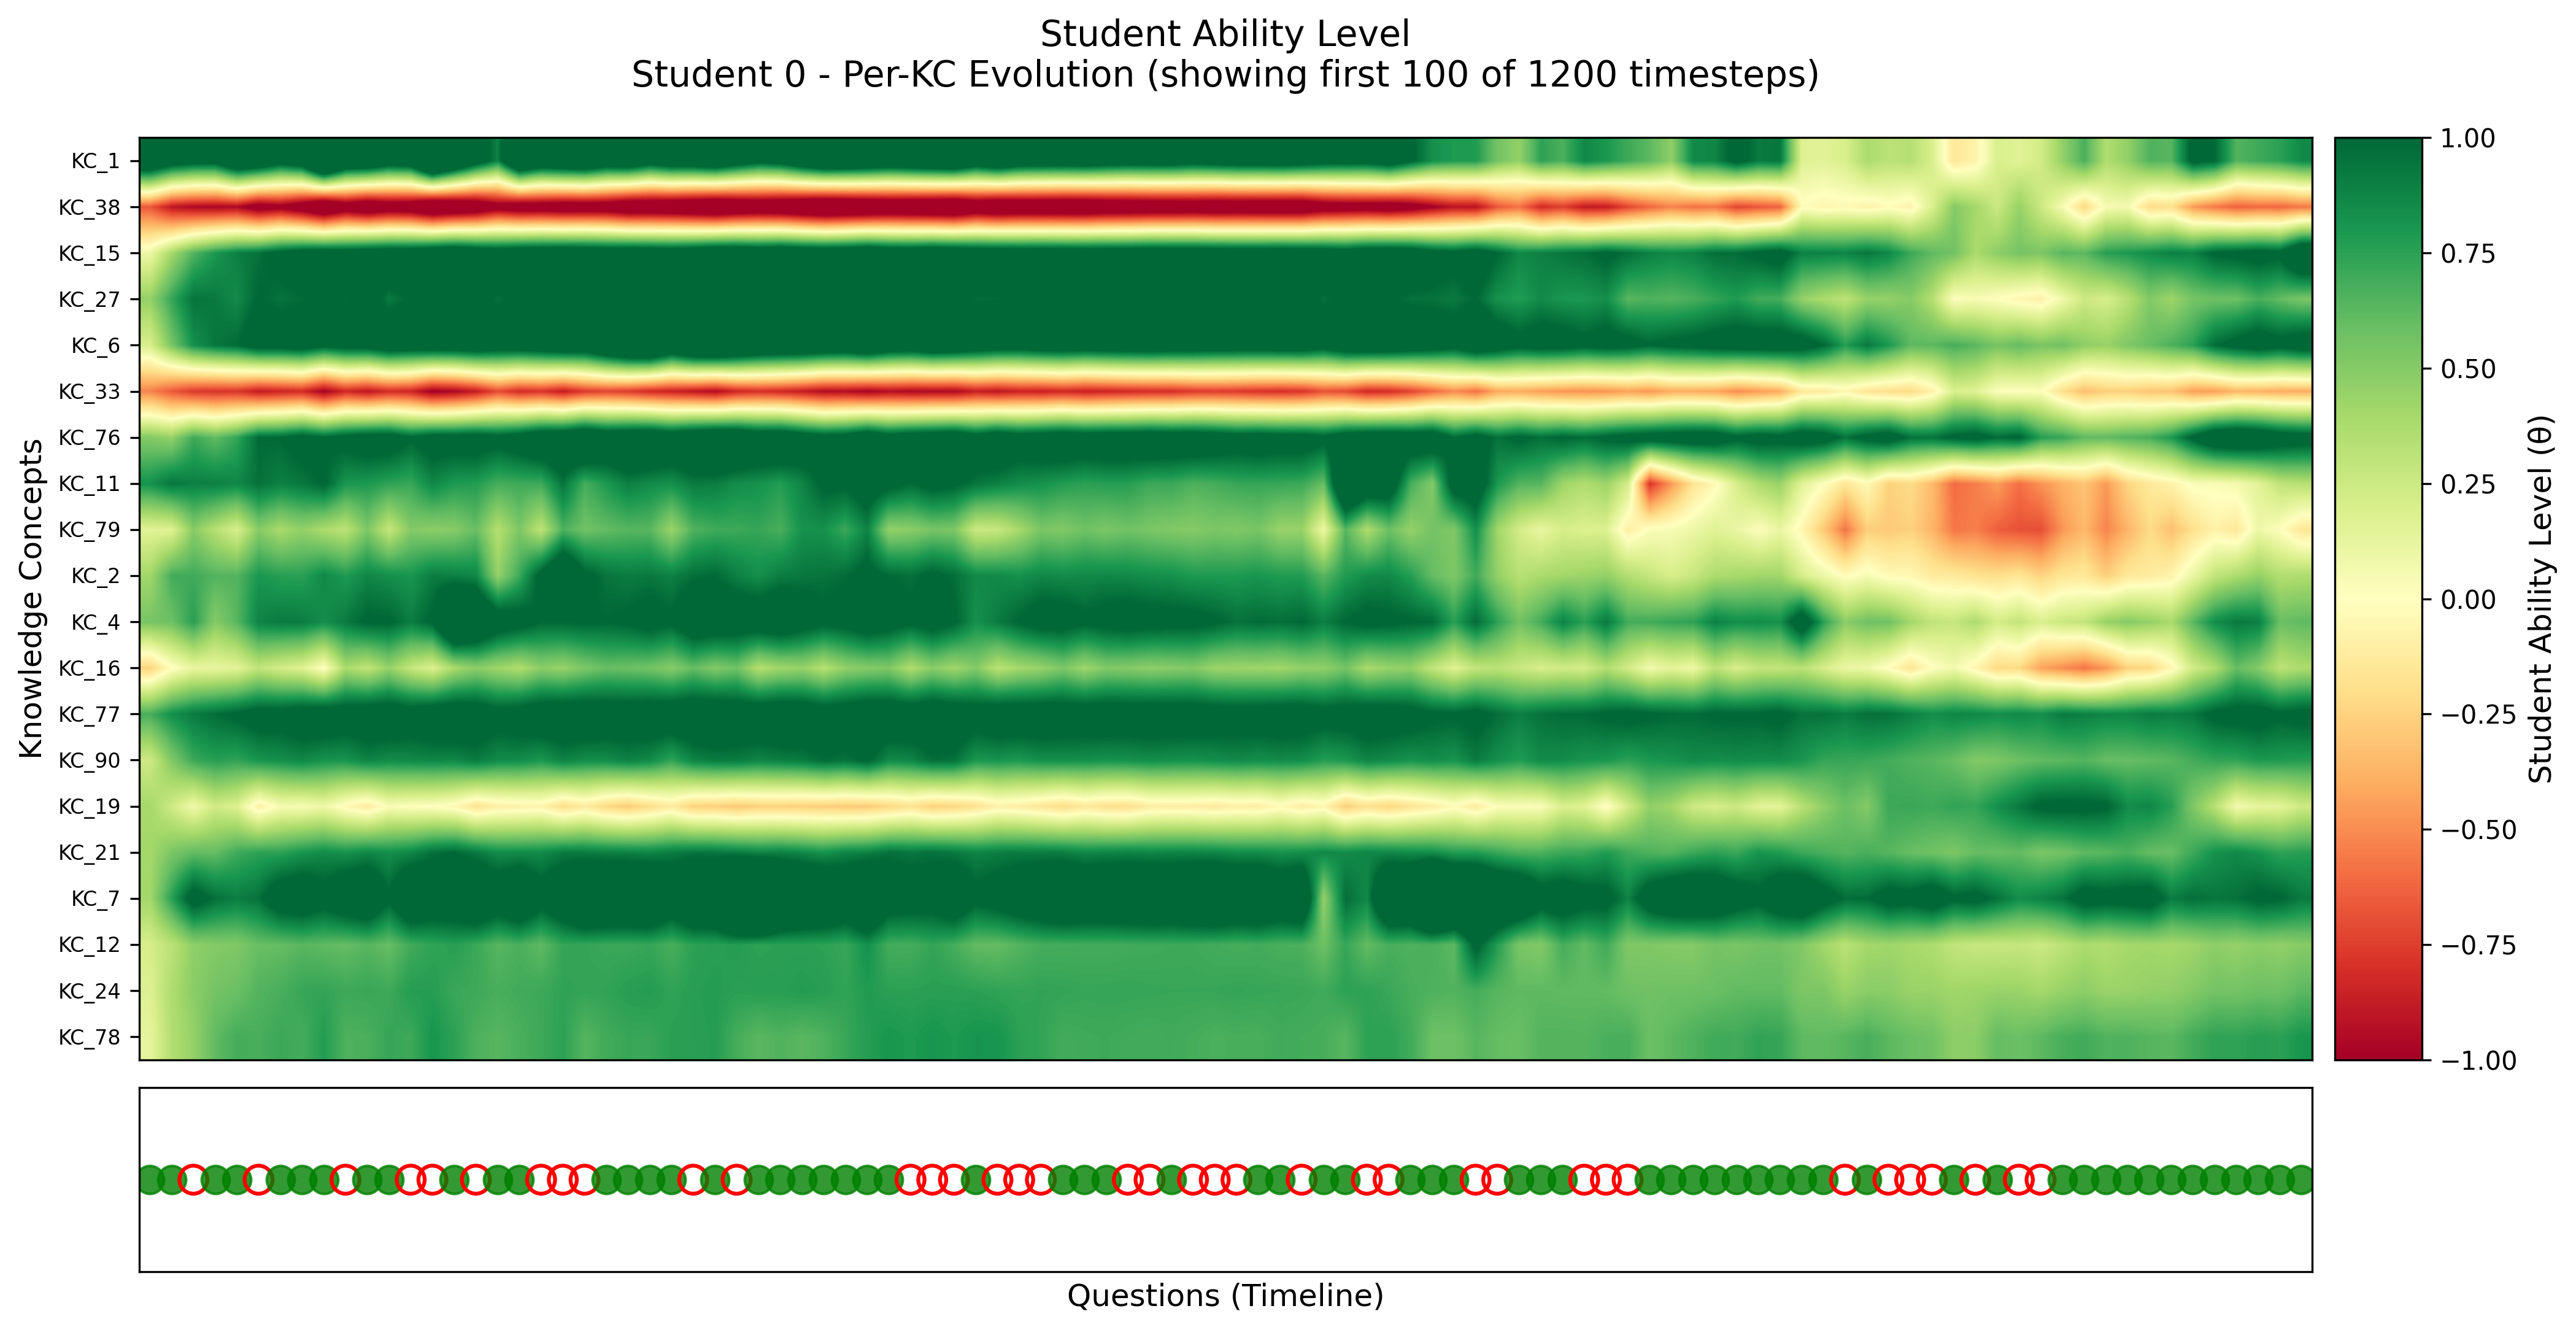 Student Ability Level
Student 0 - Per-KC Evolution (showing first 100 of 1200 timesteps)
Knowledge Concepts
KC_1
KC_38
KC_15
KC_27
KC_6
KC_33
KC_76
KC_11
KC_79
KC_2
KC_4
KC_16
KC_77
KC_90
KC_19
KC_21
KC_7
KC_12
KC_24
KC_78
1.00
0.75
0.50
0.25
0.00
−0.25
−0.50
−0.75
−1.00
Student Ability Level (θ)
Questions (Timeline)